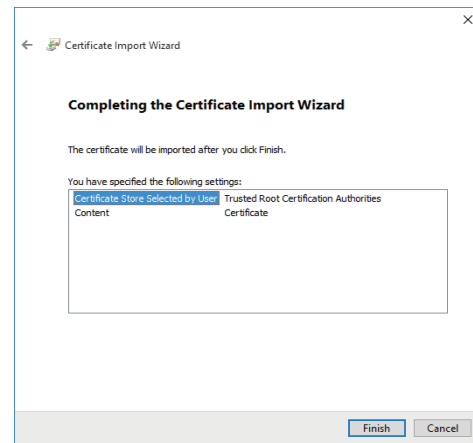 Certificate Import Wizard
Completing the Certificate Import Wizard
The certificate will be imported after you click Finish.
You have specified the following settings:
Certificate Store Selected by User Trusted Root Certification Authorities
Content Certificate
Finish Cancel